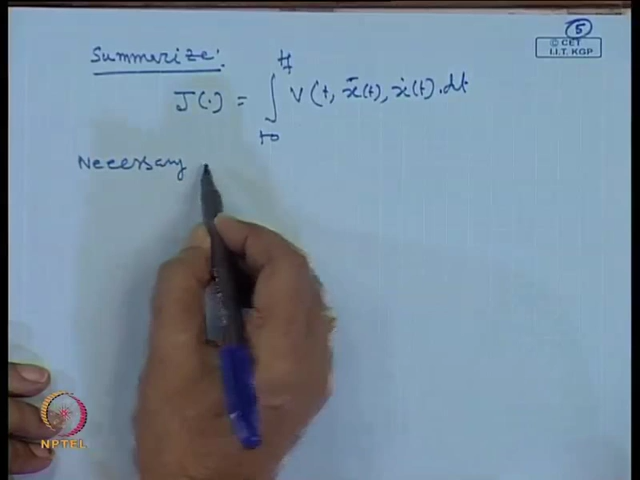 5
© CET
I.I.T. KGP
Summerize:
J(·) = ∫_{t0}^{tf} V(t, x(t), ẋ(t)).dt
Necessary
NPTEL